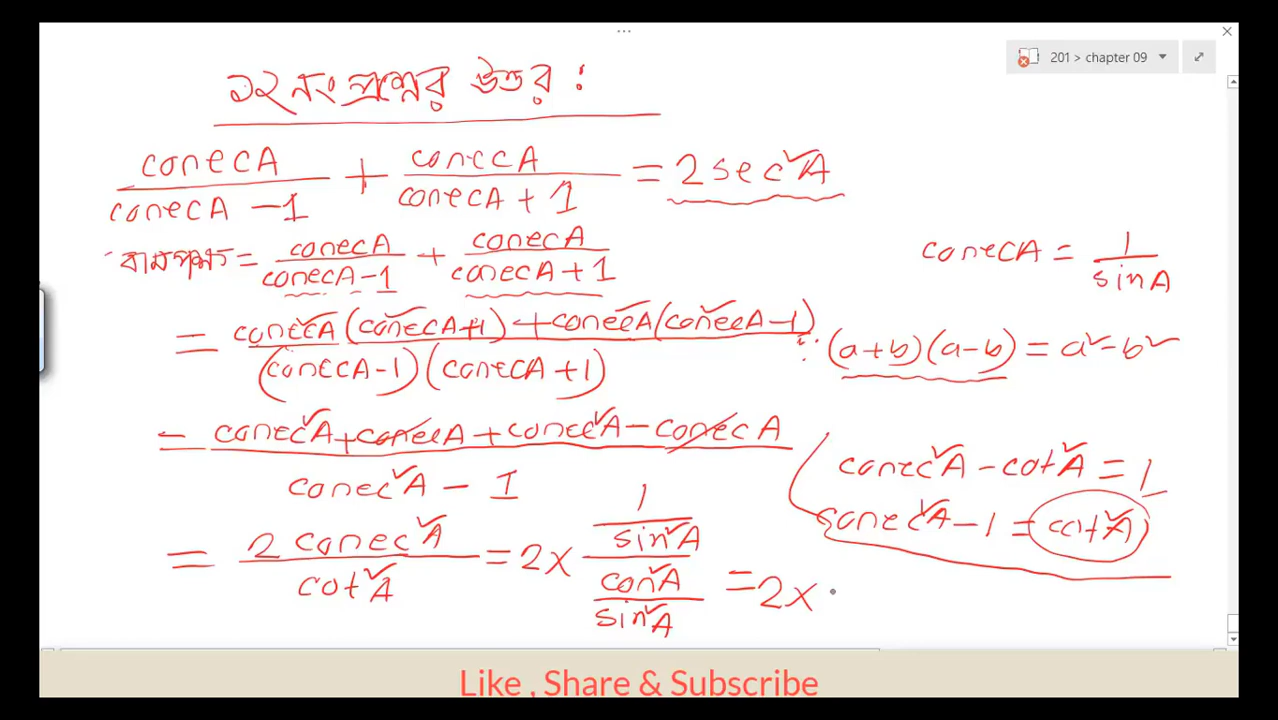 201 > chapter 09
১২ নং প্রশ্নের উত্তর :
cosecA/(cosecA - 1) + cosecA/(cosecA + 1) = 2 sec²A
বামপক্ষ = cosecA/(cosecA - 1) + cosecA/(cosecA + 1)
cosecA = 1/sinA
= (cosecA(cosecA+1) + cosecA(cosecA-1))/((cosecA-1)(cosecA+1))
∵ (a+b)(a-b) = a² - b²
= (cosec²A + cosecA + cosec²A - cosecA)/(cosec²A - 1)
cosec²A - cot²A = 1
cosec²A - 1 = cot²A
= 2cosec²A/cot²A = 2 × (1/sin²A)/(cos²A/sin²A) = 2 ×
Like , Share & Subscribe